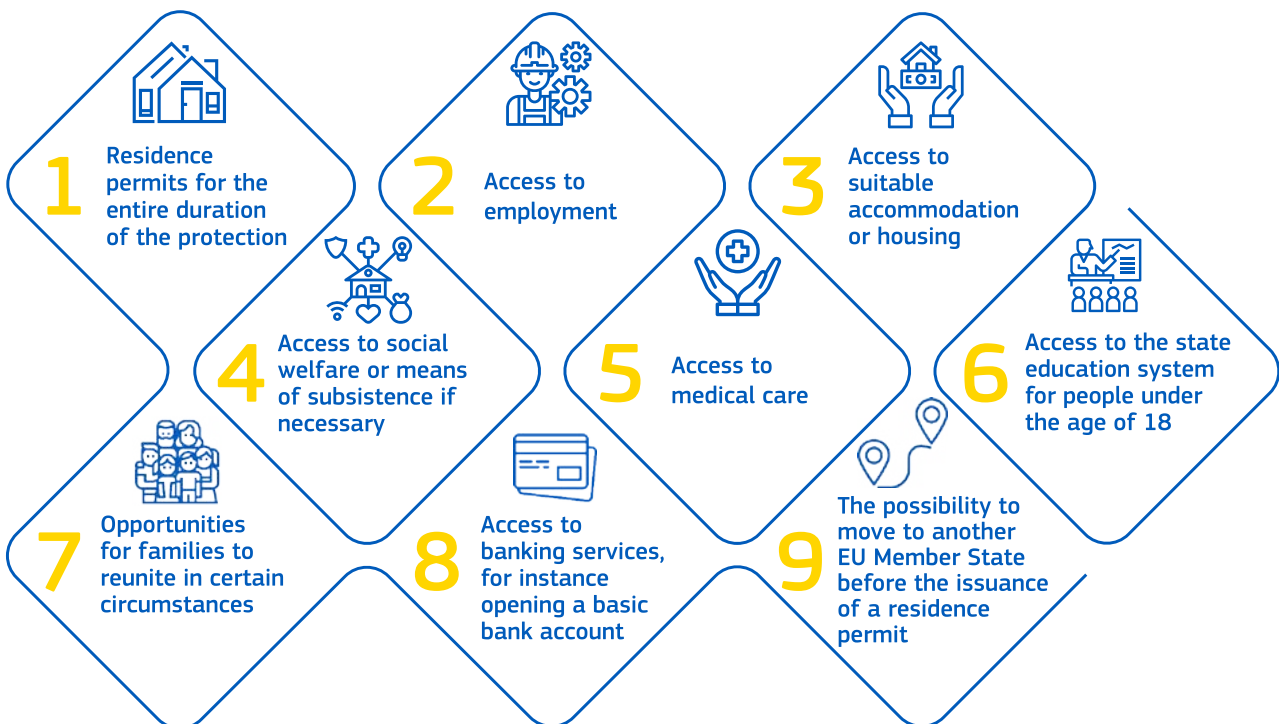 1
Residence
permits for the
entire duration
of the protection
2
Access to
employment
3
Access to
suitable
accommodation
or housing
4
Access to social
welfare or means
of subsistence if
necessary
5
Access to
medical care
6
Access to the state
education system
for people under
the age of 18
7
Opportunities
for families to
reunite in certain
circumstances
8
Access to
banking services,
for instance
opening a basic
bank account
9
The possibility to
move to another
EU Member State
before the issuance
of a residence
permit